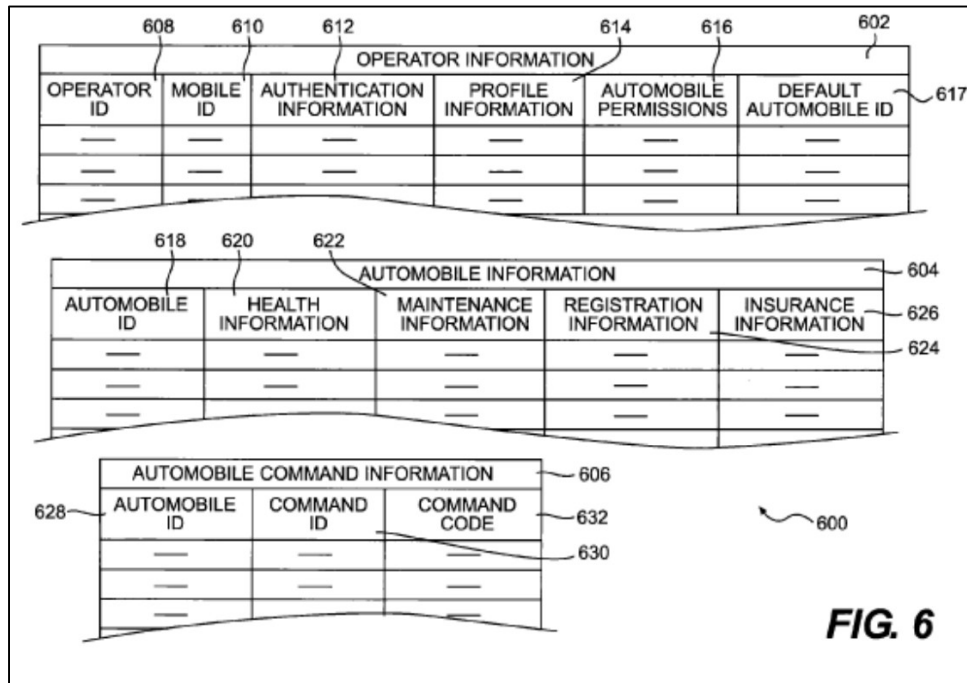 608 610 612 614 616 602
OPERATOR INFORMATION
OPERATOR ID MOBILE ID AUTHENTICATION INFORMATION PROFILE INFORMATION AUTOMOBILE PERMISSIONS DEFAULT AUTOMOBILE ID 617
618 620 622
AUTOMOBILE INFORMATION 604
AUTOMOBILE ID HEALTH INFORMATION MAINTENANCE INFORMATION REGISTRATION INFORMATION INSURANCE INFORMATION 626
624
AUTOMOBILE COMMAND INFORMATION 606
628 AUTOMOBILE ID COMMAND ID COMMAND CODE 632
630
600
FIG. 6